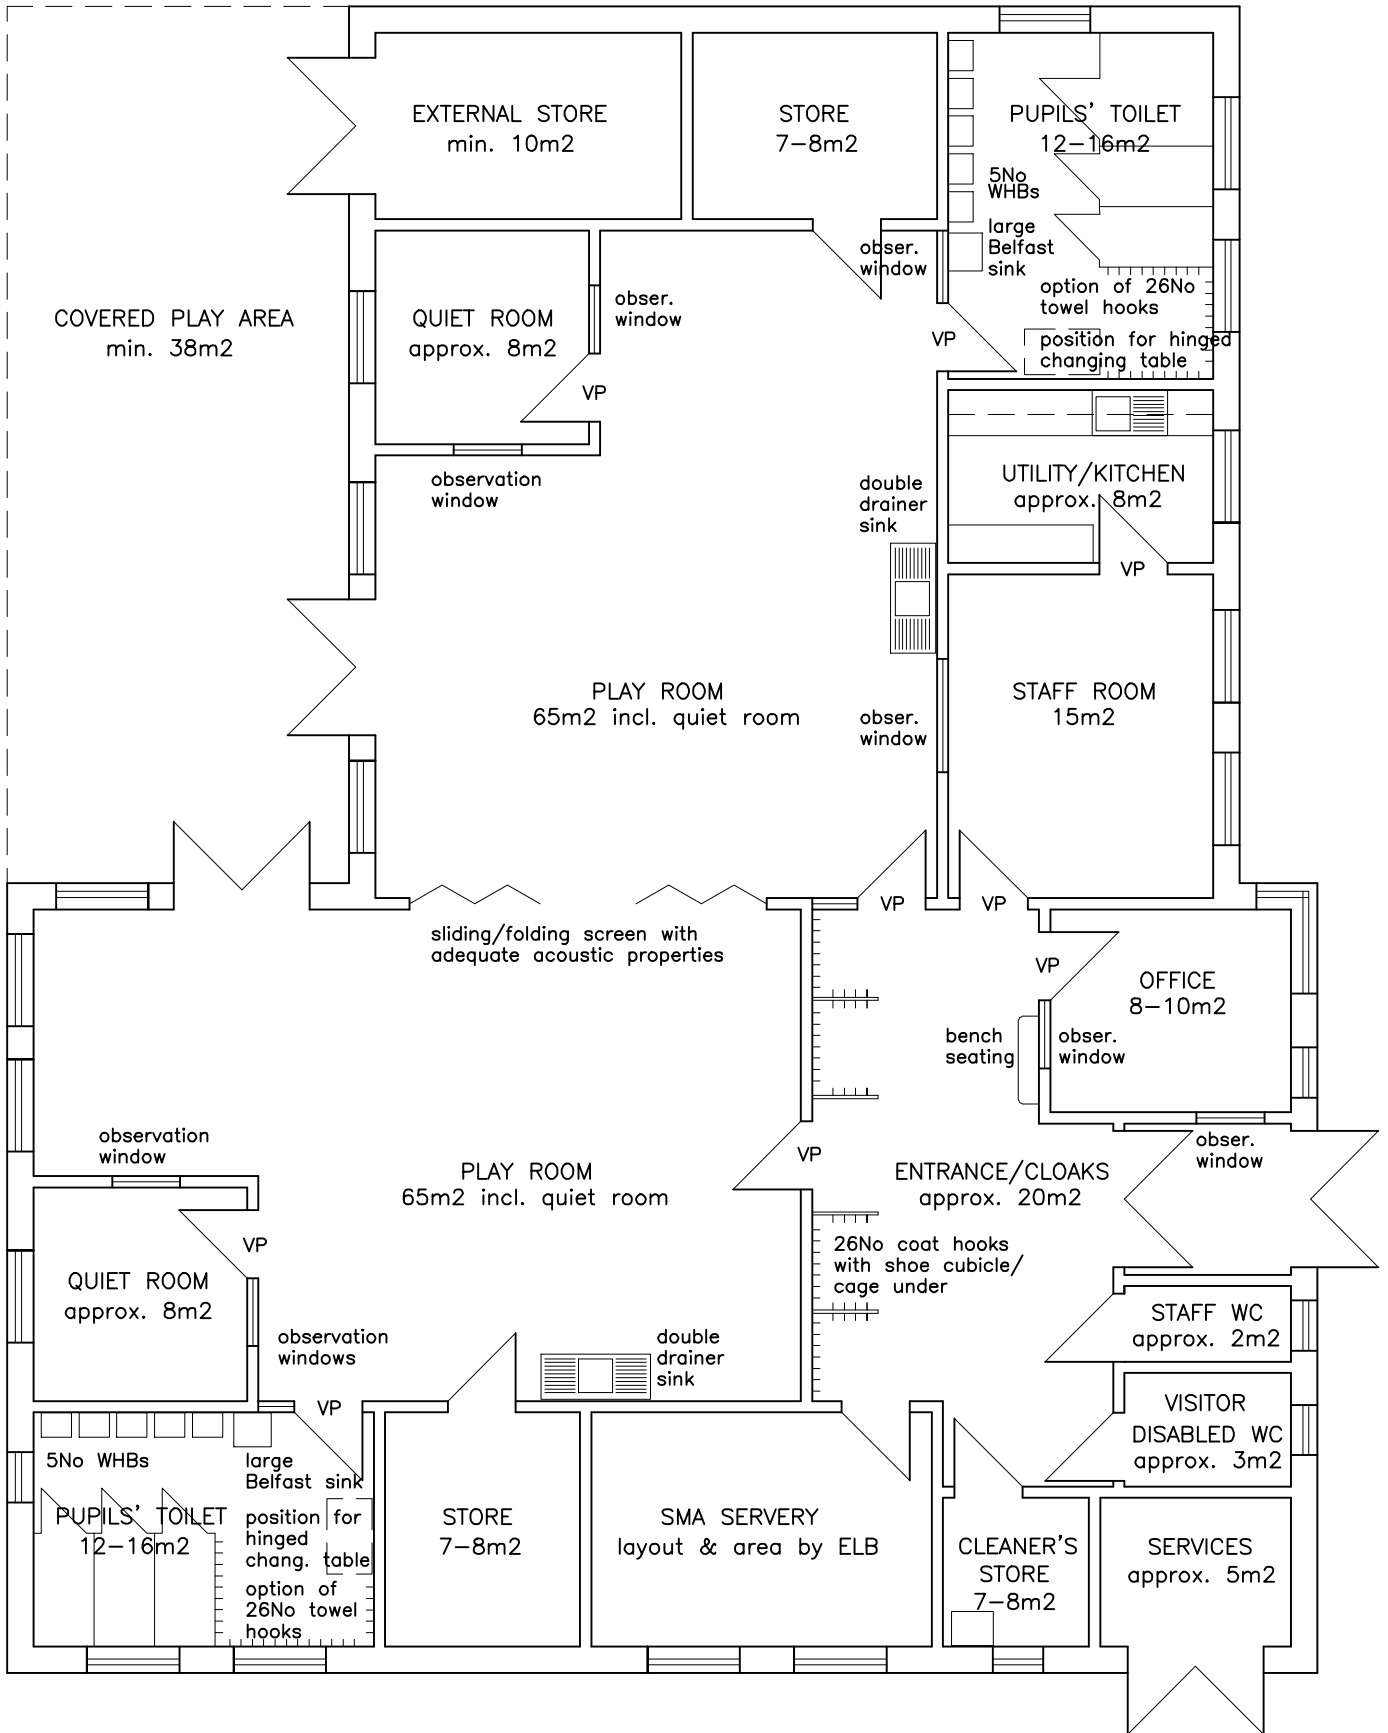 EXTERNAL STORE
min. 10m2
STORE
7-8m2
PUPILS' TOILET
12-16m2
5No
WHBs
large
Belfast
sink
obser.
window
option of 26No
towel hooks
position for hinged
changing table
COVERED PLAY AREA
min. 38m2
QUIET ROOM
approx. 8m2
obser.
window
VP
VP
observation
window
double
drainer
sink
UTILITY/KITCHEN
approx. 8m2
VP
PLAY ROOM
65m2 incl. quiet room
obser.
window
STAFF ROOM
15m2
VP
VP
sliding/folding screen with
adequate acoustic properties
VP
OFFICE
8-10m2
bench
seating
obser.
window
observation
window
VP
obser.
window
PLAY ROOM
65m2 incl. quiet room
ENTRANCE/CLOAKS
approx. 20m2
VP
26No coat hooks
with shoe cubicle/
cage under
QUIET ROOM
approx. 8m2
observation
windows
double
drainer
sink
STAFF WC
approx. 2m2
VP
VISITOR
DISABLED WC
approx. 3m2
5No WHBs
large
Belfast sink
PUPILS' TOILET
12-16m2
position for
hinged
chang. table
option of
26No towel
hooks
STORE
7-8m2
SMA SERVERY
layout & area by ELB
CLEANER'S
STORE
7-8m2
SERVICES
approx. 5m2